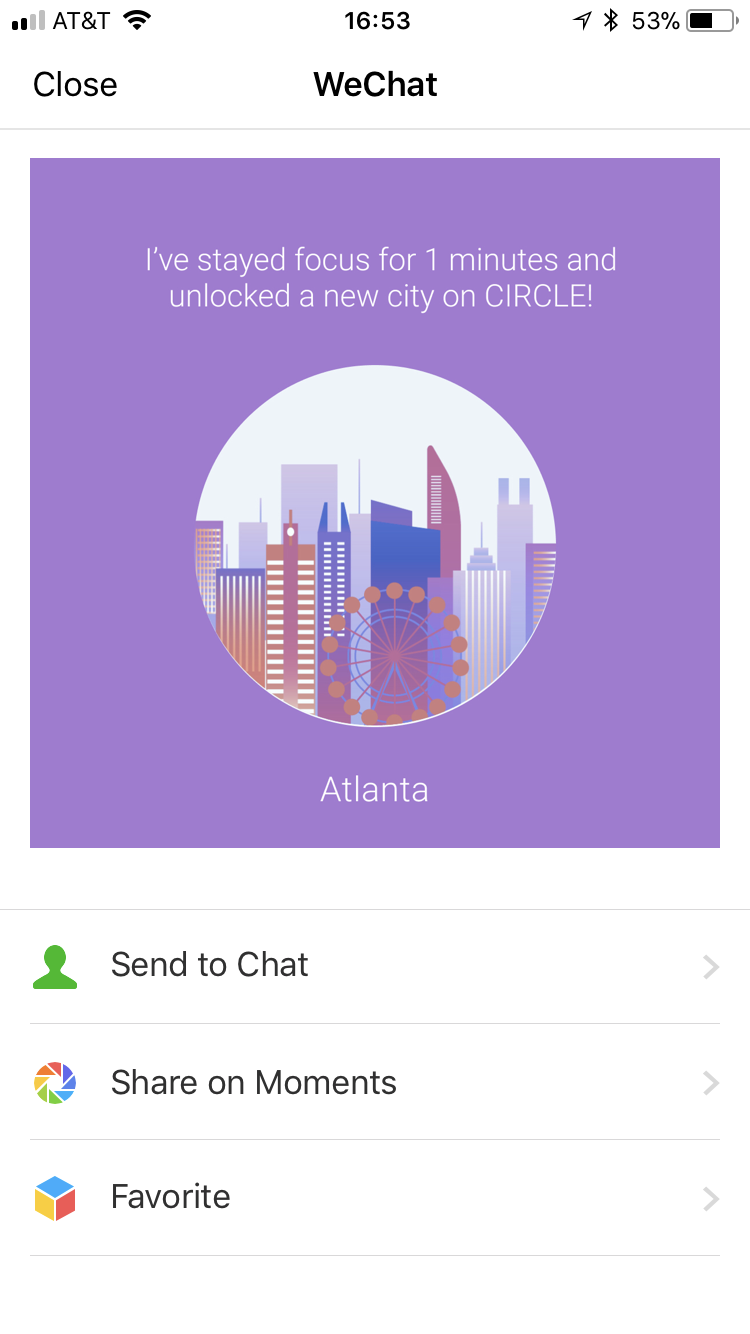 AT&T 16:53 53%
Close WeChat
I've stayed focus for 1 minutes and
unlocked a new city on CIRCLE!
Atlanta
Send to Chat
Share on Moments
Favorite